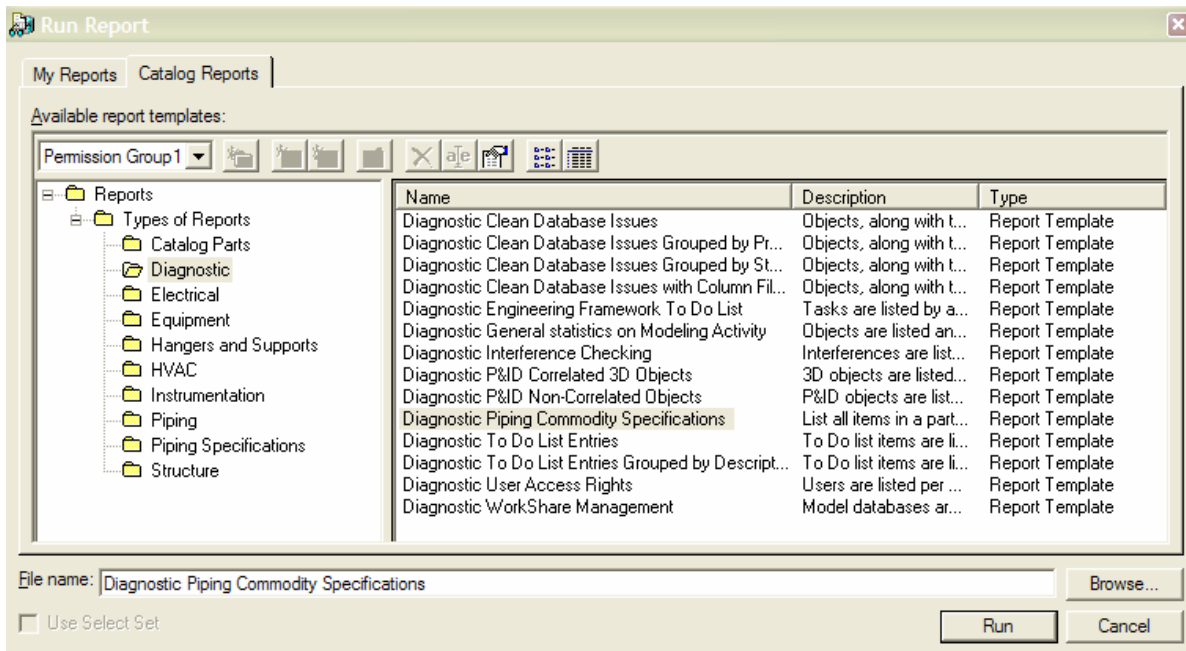 Run Report
My Reports Catalog Reports
Available report templates:
Permission Group1
Reports
Types of Reports
Catalog Parts
Diagnostic
Electrical
Equipment
Hangers and Supports
HVAC
Instrumentation
Piping
Piping Specifications
Structure
Name Description Type
Diagnostic Clean Database Issues Objects, along with t... Report Template
Diagnostic Clean Database Issues Grouped by Pr... Objects, along with t... Report Template
Diagnostic Clean Database Issues Grouped by St... Objects, along with t... Report Template
Diagnostic Clean Database Issues with Column Fil... Objects, along with t... Report Template
Diagnostic Engineering Framework To Do List Tasks are listed by a... Report Template
Diagnostic General statistics on Modeling Activity Objects are listed an... Report Template
Diagnostic Interference Checking Interferences are list... Report Template
Diagnostic P&ID Correlated 3D Objects 3D objects are listed... Report Template
Diagnostic P&ID Non-Correlated Objects P&ID objects are list... Report Template
Diagnostic Piping Commodity Specifications List all items in a part... Report Template
Diagnostic To Do List Entries To Do list items are li... Report Template
Diagnostic To Do List Entries Grouped by Descript... To Do list items are li... Report Template
Diagnostic User Access Rights Users are listed per ... Report Template
Diagnostic WorkShare Management Model databases ar... Report Template
File name: Diagnostic Piping Commodity Specifications Browse...
Use Select Set Run Cancel